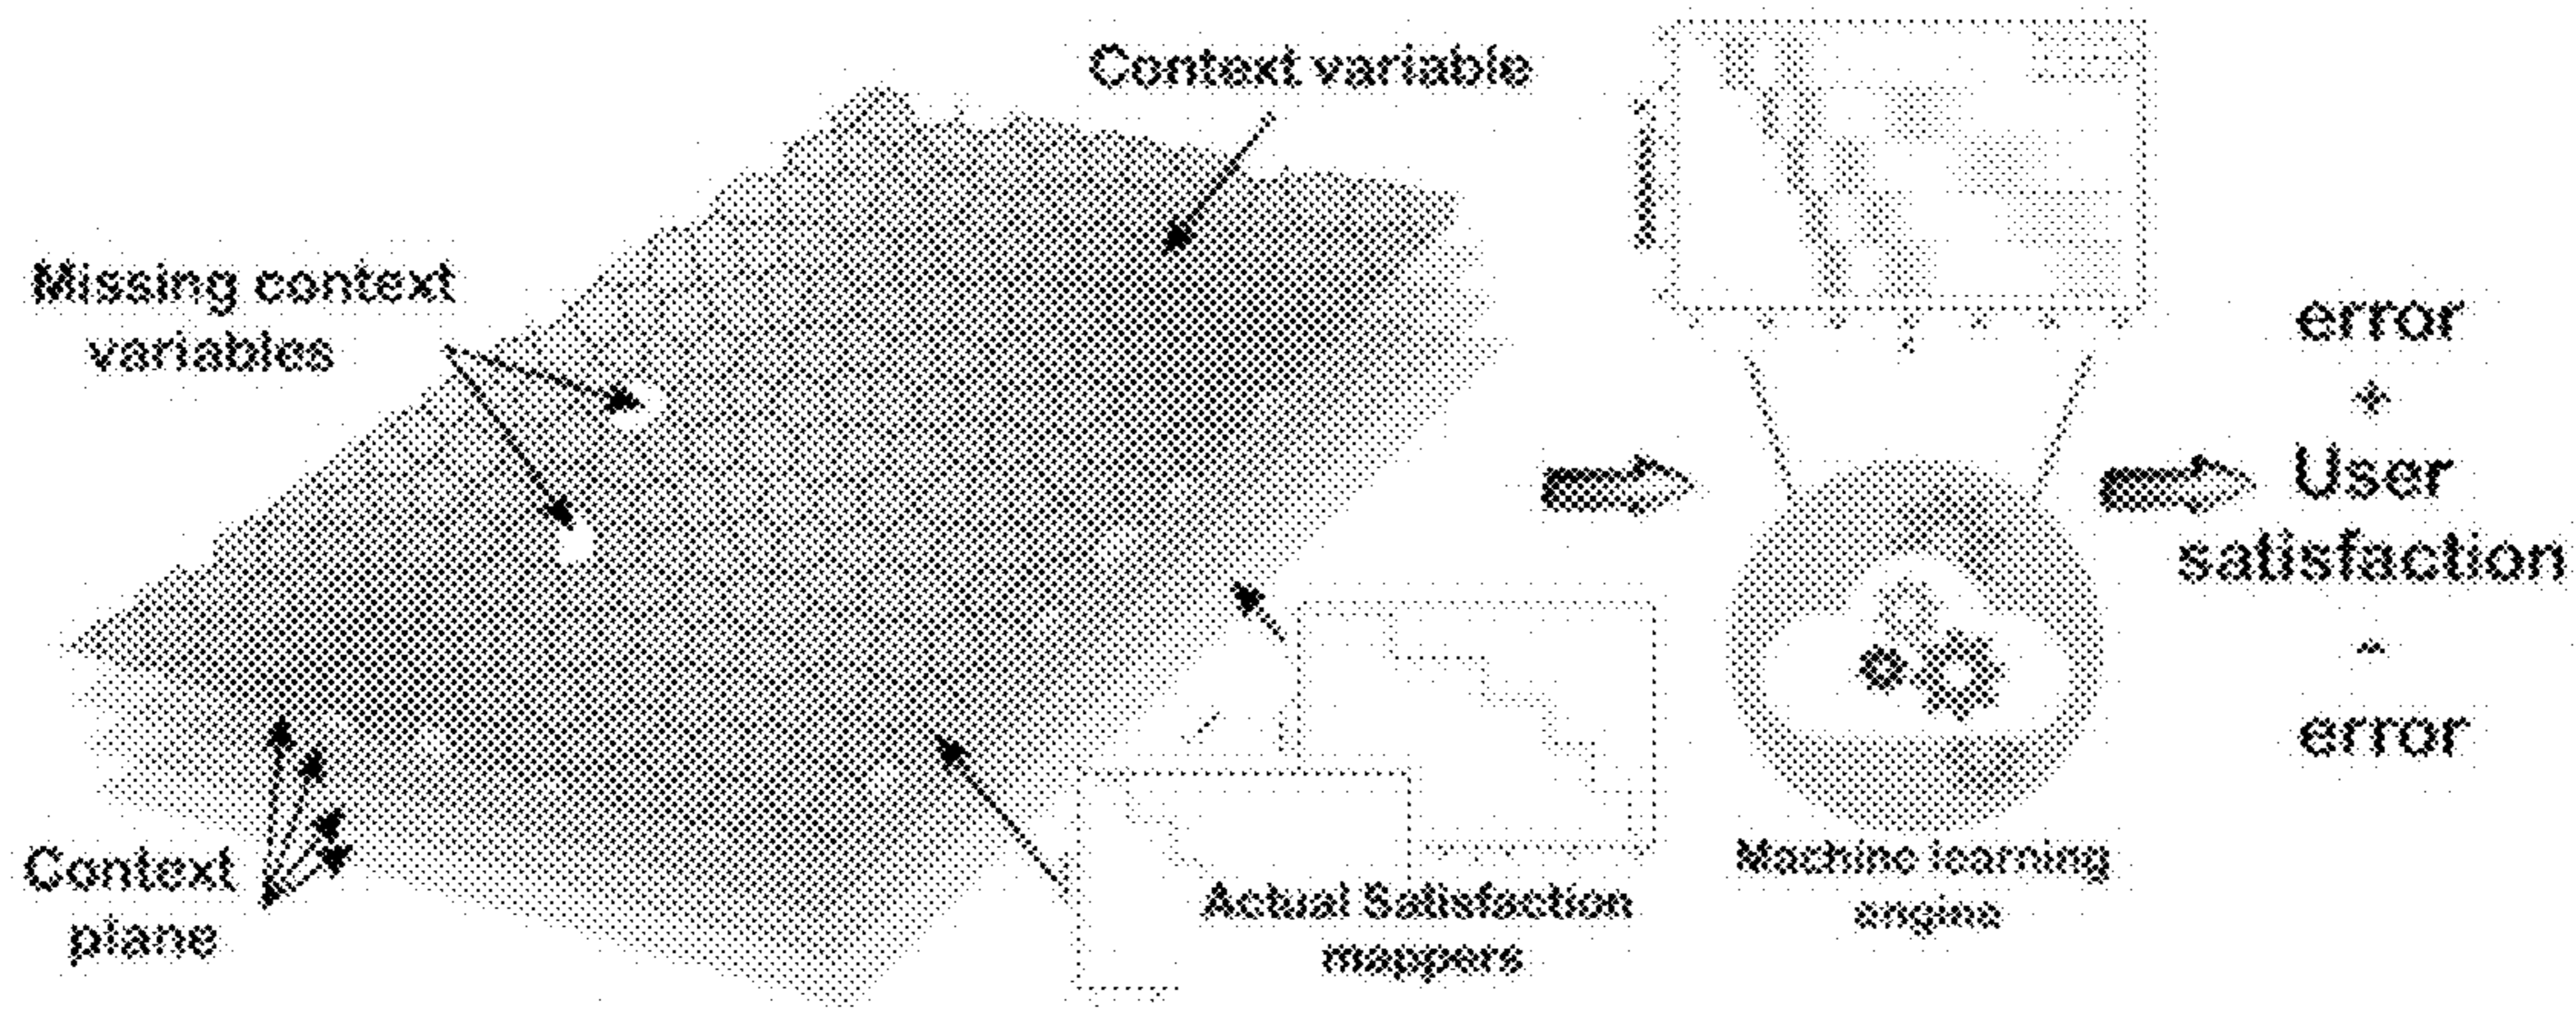 Context variable
Missing context
variables
Context
plane
Actual Satisfaction
mappers
Machine learning
engine
error
+
User
satisfaction
-
error